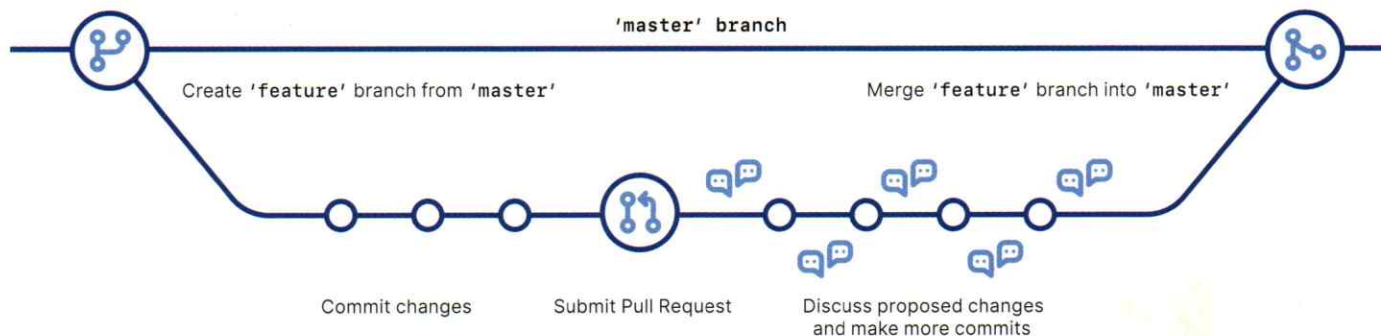 'master' branch
Create 'feature' branch from 'master'
Merge 'feature' branch into 'master'
Commit changes
Submit Pull Request
Discuss proposed changes
and make more commits